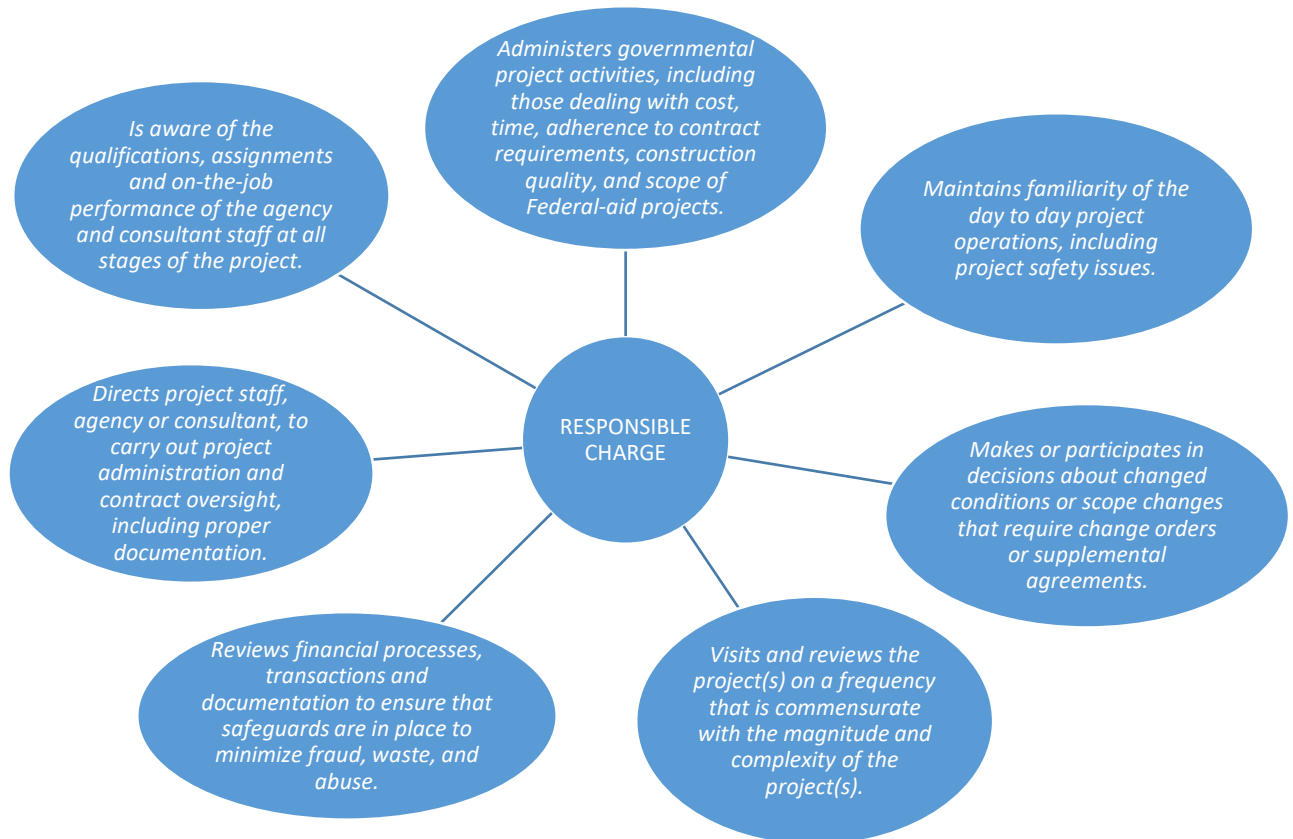 Administers governmental
project activities, including
those dealing with cost,
time, adherence to contract
requirements, construction
quality, and scope of
Federal-aid projects.
Is aware of the
qualifications, assignments
and on-the-job
performance of the agency
and consultant staff at all
stages of the project.
Maintains familiarity of the
day to day project
operations, including
project safety issues.
RESPONSIBLE
CHARGE
Directs project staff,
agency or consultant, to
carry out project
administration and
contract oversight,
including proper
documentation.
Makes or participates in
decisions about changed
conditions or scope changes
that require change orders
or supplemental
agreements.
Reviews financial processes,
transactions and
documentation to ensure that
safeguards are in place to
minimize fraud, waste, and
abuse.
Visits and reviews the
project(s) on a frequency
that is commensurate
with the magnitude and
complexity of the
project(s).